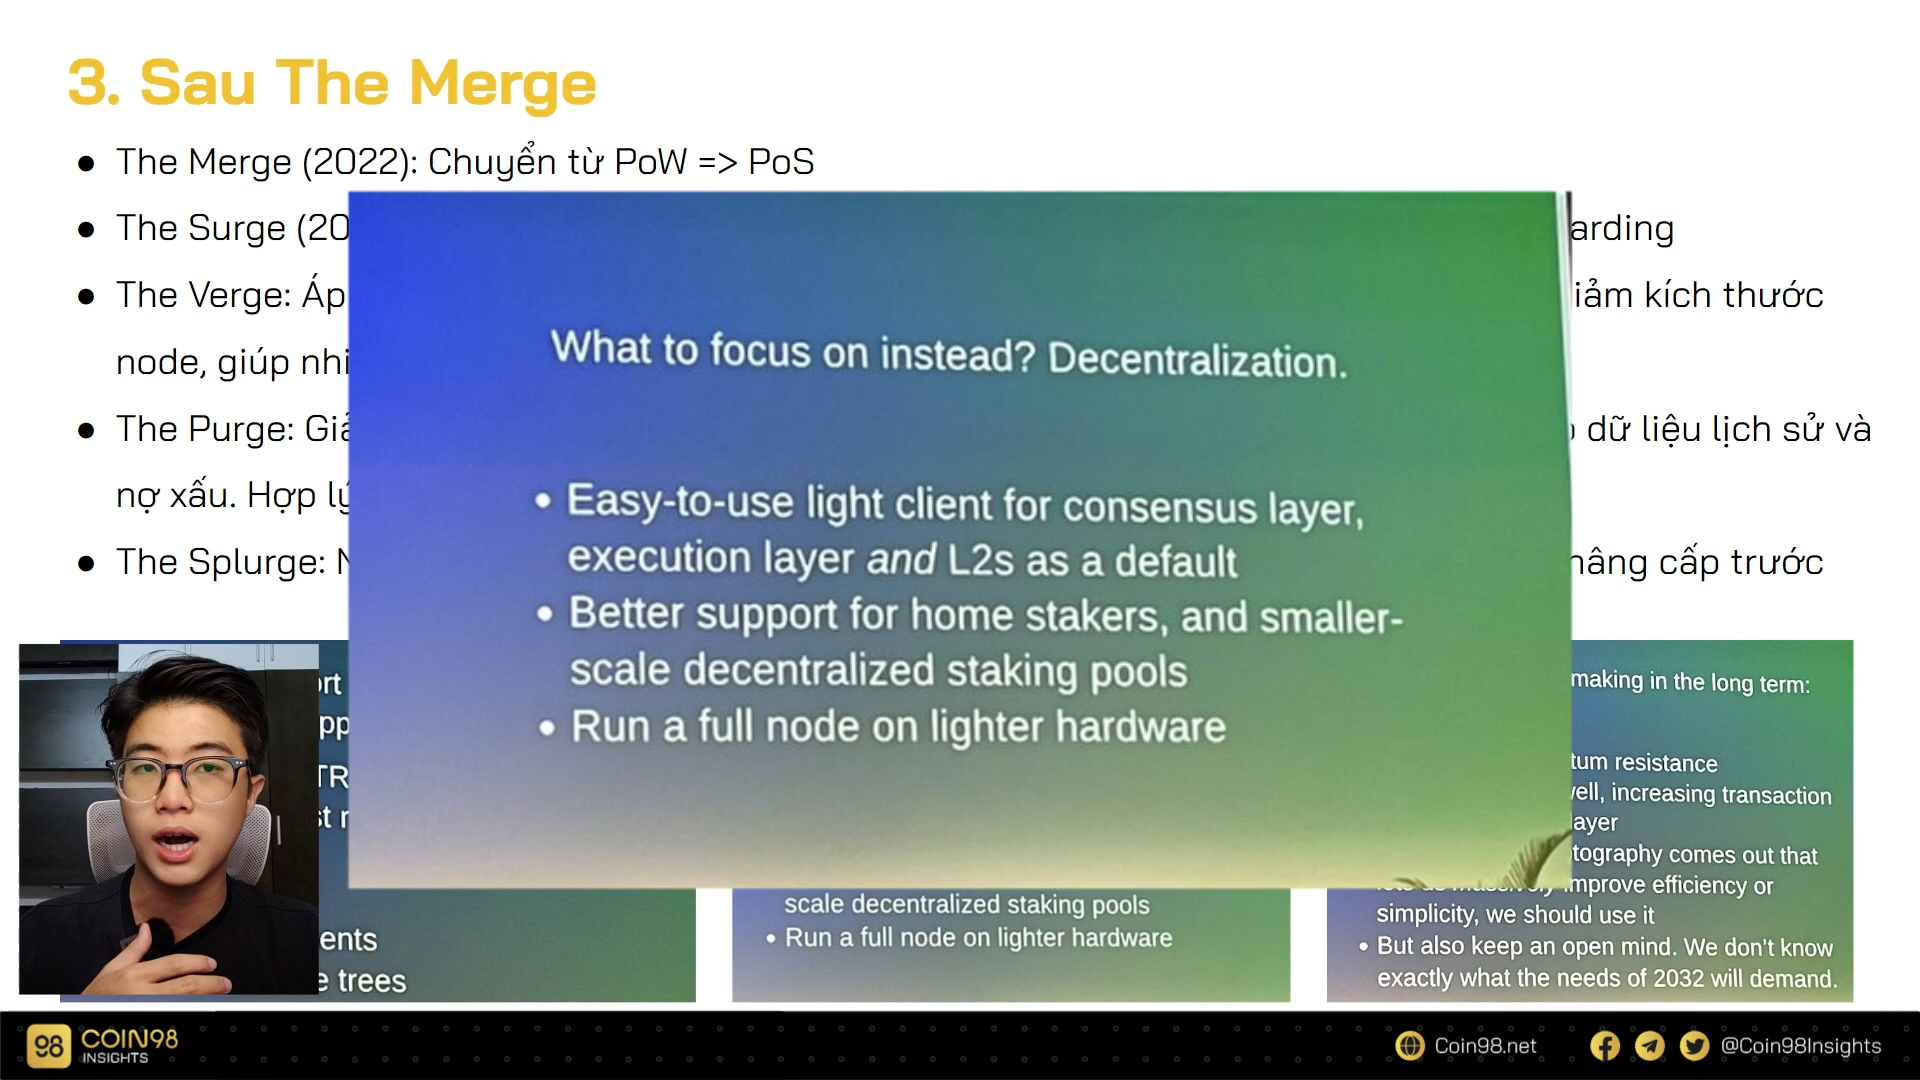 3. Sau The Merge
● The Merge (2022): Chuyển từ PoW => PoS
● The Surge (20
arding
● The Verge: Áp
iảm kích thước
node, giúp nhi
● The Purge: Giả
dữ liệu lịch sử và
nợ xấu. Hợp lý
● The Splurge: N
nâng cấp trước
What to focus on instead? Decentralization.
• Easy-to-use light client for consensus layer,
execution layer and L2s as a default
• Better support for home stakers, and smaller-
scale decentralized staking pools
• Run a full node on lighter hardware
ort
pp
TR
st r
ents
e trees
scale decentralized staking pools
• Run a full node on lighter hardware
making in the long term:
tum resistance
well, increasing transaction
layer
tography comes out that
improve efficiency or
simplicity, we should use it
• But also keep an open mind. We don't know
exactly what the needs of 2032 will demand.
98 COIN98
INSIGHTS
Coin98.net
@Coin98Insights